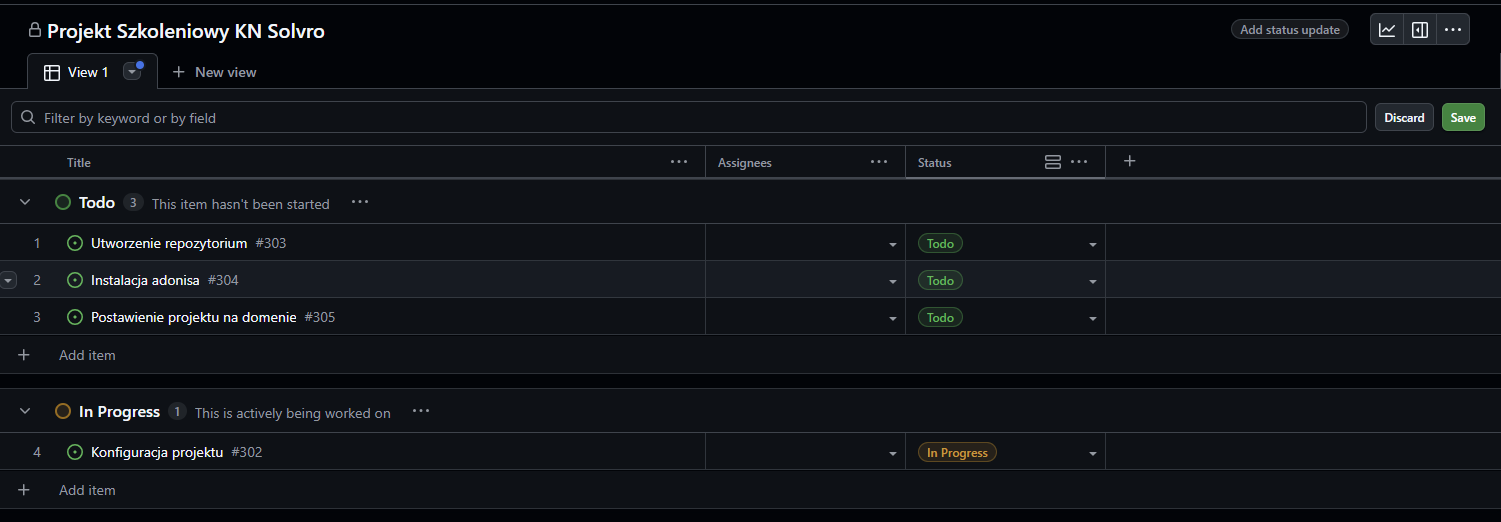 Projekt Szkoleniowy KN Solvro
Add status update
View 1
New view
Filter by keyword or by field
Discard
Save
Title
Assignees
Status
Todo 3 This item hasn't been started
1 Utworzenie repozytorium #303 Todo
2 Instalacja adonisa #304 Todo
3 Postawienie projektu na domenie #305 Todo
Add item
In Progress 1 This is actively being worked on
4 Konfiguracja projektu #302 In Progress
Add item